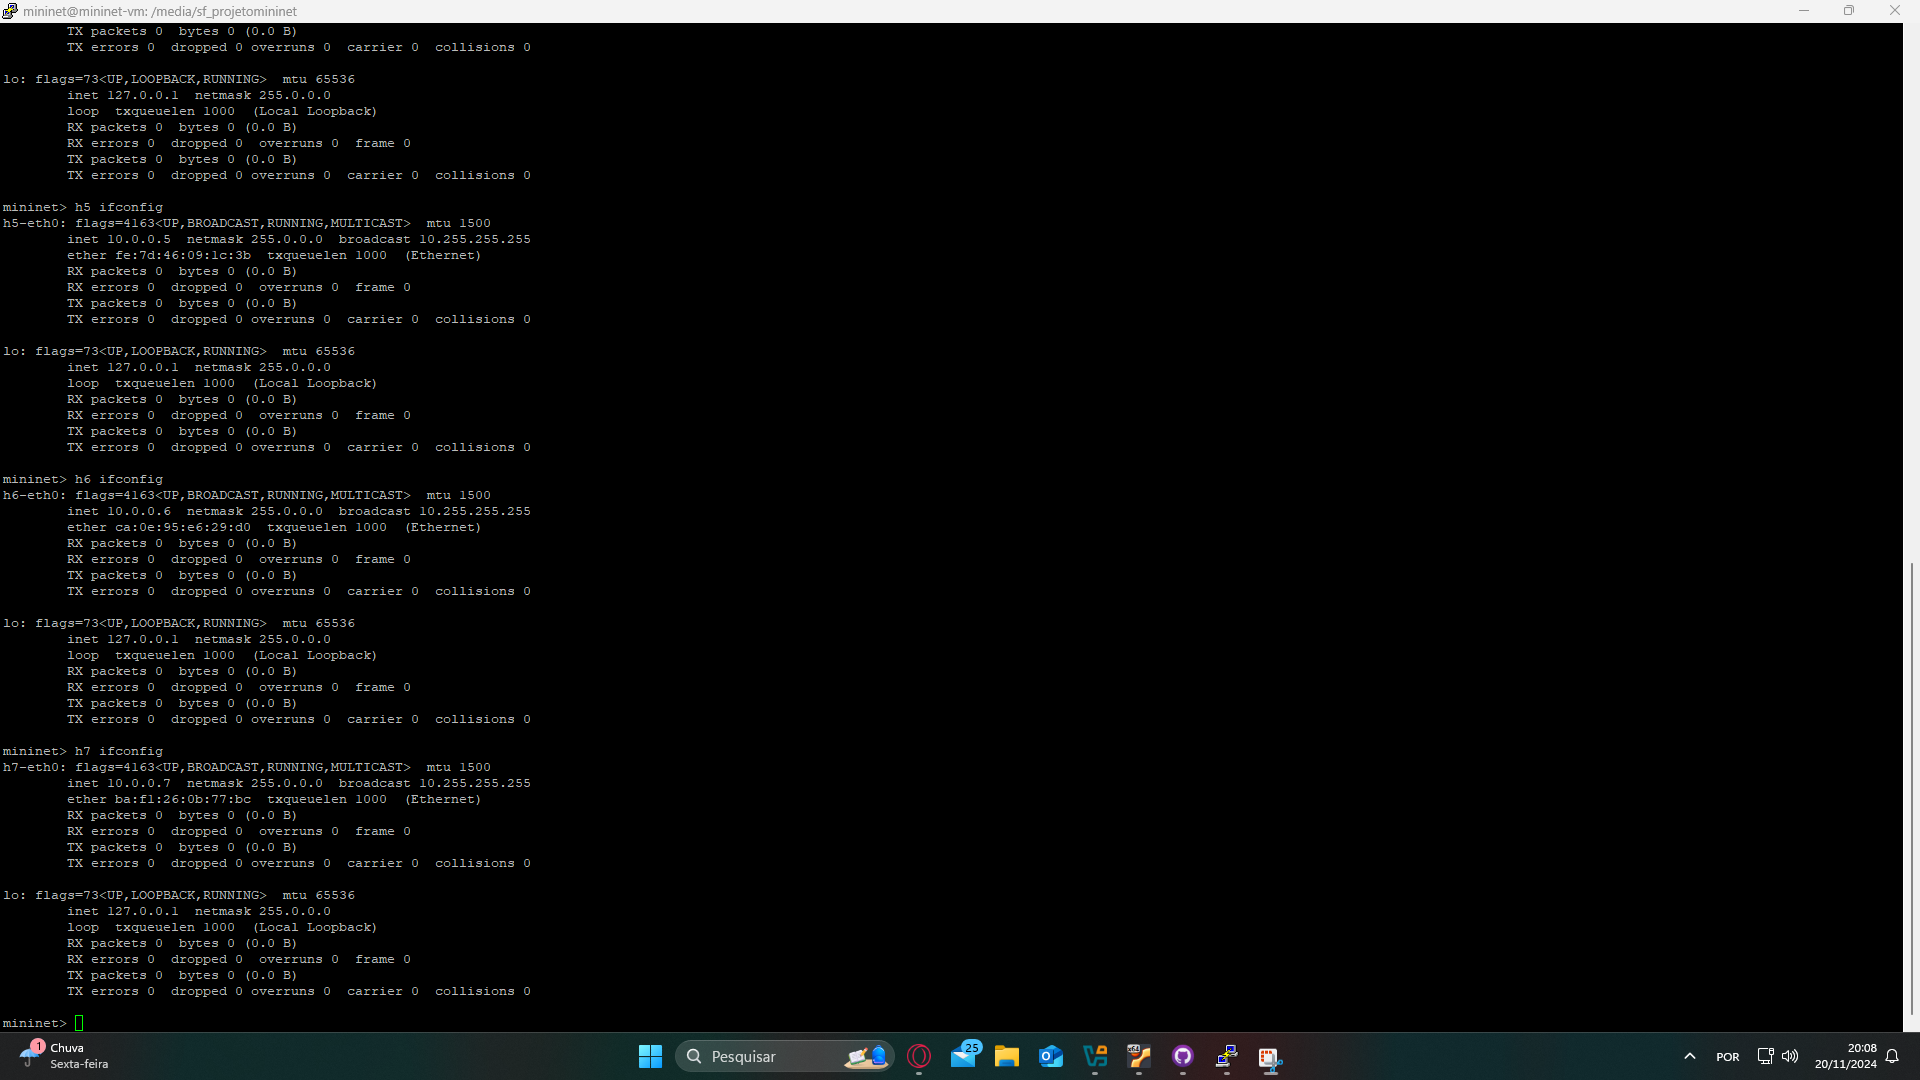 mininet@mininet-vm: /media/sf_projetomininet
TX packets 0  bytes 0 (0.0 B)
TX errors 0  dropped 0 overruns 0  carrier 0  collisions 0
lo: flags=73<UP,LOOPBACK,RUNNING>  mtu 65536
inet 127.0.0.1  netmask 255.0.0.0
loop  txqueuelen 1000  (Local Loopback)
RX packets 0  bytes 0 (0.0 B)
RX errors 0  dropped 0  overruns 0  frame 0
TX packets 0  bytes 0 (0.0 B)
TX errors 0  dropped 0 overruns 0  carrier 0  collisions 0
mininet> h5 ifconfig
h5-eth0: flags=4163<UP,BROADCAST,RUNNING,MULTICAST>  mtu 1500
inet 10.0.0.5  netmask 255.0.0.0  broadcast 10.255.255.255
ether fe:7d:46:09:1c:3b  txqueuelen 1000  (Ethernet)
RX packets 0  bytes 0 (0.0 B)
RX errors 0  dropped 0  overruns 0  frame 0
TX packets 0  bytes 0 (0.0 B)
TX errors 0  dropped 0 overruns 0  carrier 0  collisions 0
lo: flags=73<UP,LOOPBACK,RUNNING>  mtu 65536
inet 127.0.0.1  netmask 255.0.0.0
loop  txqueuelen 1000  (Local Loopback)
RX packets 0  bytes 0 (0.0 B)
RX errors 0  dropped 0  overruns 0  frame 0
TX packets 0  bytes 0 (0.0 B)
TX errors 0  dropped 0 overruns 0  carrier 0  collisions 0
mininet> h6 ifconfig
h6-eth0: flags=4163<UP,BROADCAST,RUNNING,MULTICAST>  mtu 1500
inet 10.0.0.6  netmask 255.0.0.0  broadcast 10.255.255.255
ether ca:0e:95:e6:29:d0  txqueuelen 1000  (Ethernet)
RX packets 0  bytes 0 (0.0 B)
RX errors 0  dropped 0  overruns 0  frame 0
TX packets 0  bytes 0 (0.0 B)
TX errors 0  dropped 0 overruns 0  carrier 0  collisions 0
lo: flags=73<UP,LOOPBACK,RUNNING>  mtu 65536
inet 127.0.0.1  netmask 255.0.0.0
loop  txqueuelen 1000  (Local Loopback)
RX packets 0  bytes 0 (0.0 B)
RX errors 0  dropped 0  overruns 0  frame 0
TX packets 0  bytes 0 (0.0 B)
TX errors 0  dropped 0 overruns 0  carrier 0  collisions 0
mininet> h7 ifconfig
h7-eth0: flags=4163<UP,BROADCAST,RUNNING,MULTICAST>  mtu 1500
inet 10.0.0.7  netmask 255.0.0.0  broadcast 10.255.255.255
ether ba:f1:26:0b:77:bc  txqueuelen 1000  (Ethernet)
RX packets 0  bytes 0 (0.0 B)
RX errors 0  dropped 0  overruns 0  frame 0
TX packets 0  bytes 0 (0.0 B)
TX errors 0  dropped 0 overruns 0  carrier 0  collisions 0
lo: flags=73<UP,LOOPBACK,RUNNING>  mtu 65536
inet 127.0.0.1  netmask 255.0.0.0
loop  txqueuelen 1000  (Local Loopback)
RX packets 0  bytes 0 (0.0 B)
RX errors 0  dropped 0  overruns 0  frame 0
TX packets 0  bytes 0 (0.0 B)
TX errors 0  dropped 0 overruns 0  carrier 0  collisions 0
mininet>
1
Chuva
Sexta-feira
Pesquisar
25
x64
POR
20:08
20/11/2024